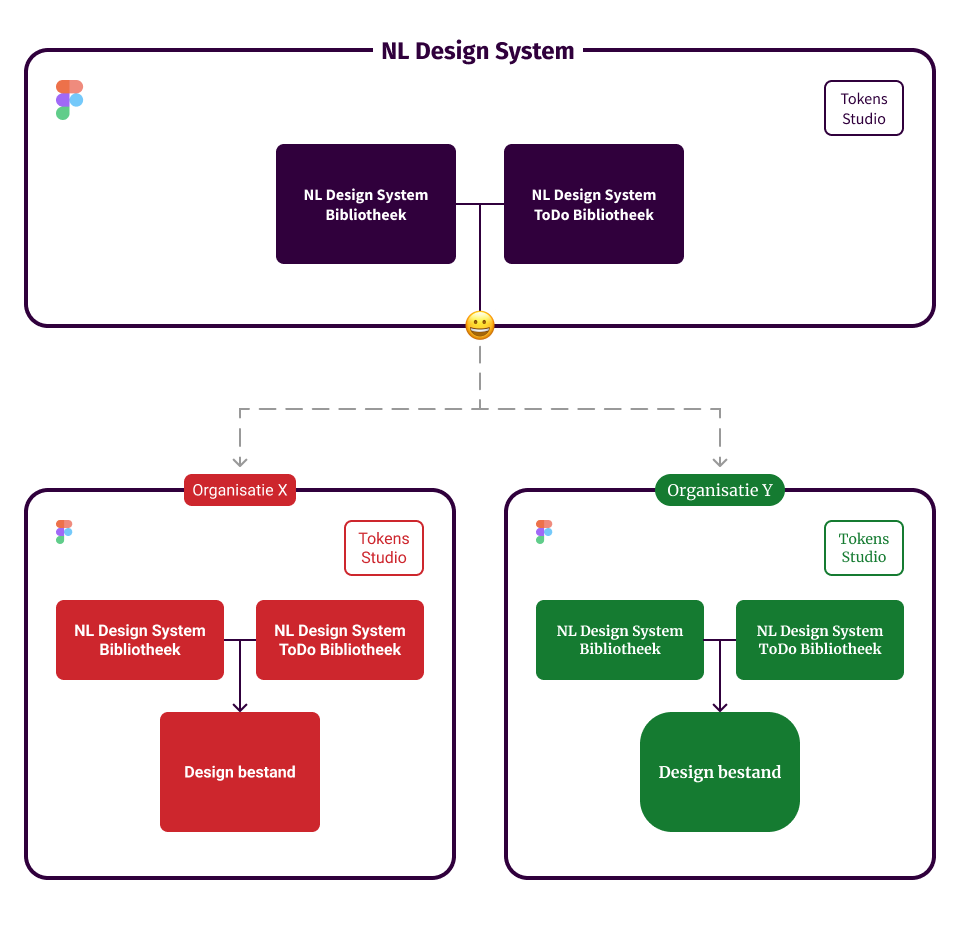 NL Design System
Tokens
Studio
NL Design System
Bibliotheek
NL Design System
ToDo Bibliotheek
Organisatie X
Tokens
Studio
NL Design System
Bibliotheek
NL Design System
ToDo Bibliotheek
Design bestand
Organisatie Y
Tokens
Studio
NL Design System
Bibliotheek
NL Design System
ToDo Bibliotheek
Design bestand